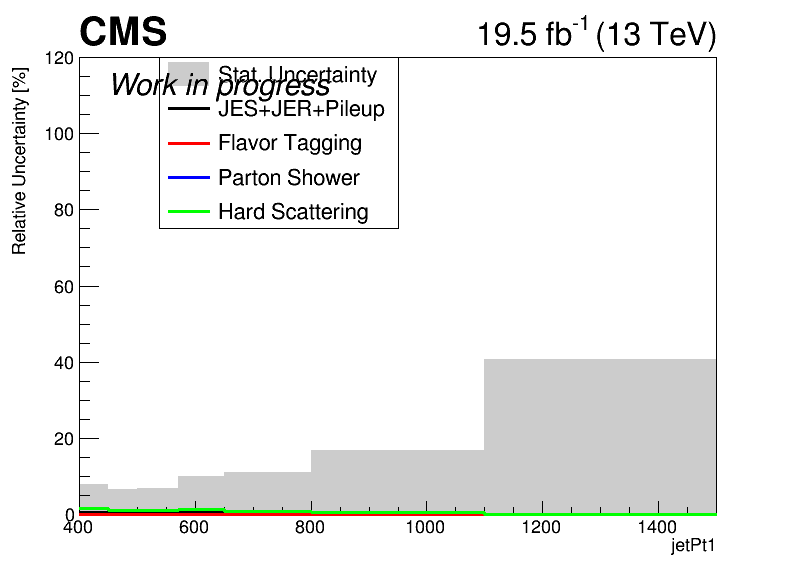 CMS
19.5 fb-1 (13 TeV)
Relative Uncertainty [%]
Work in progress
Stat. Uncertainty
JES+JER+Pileup
Flavor Tagging
Parton Shower
Hard Scattering
120
100
80
60
40
20
0
400 600 800 1000 1200 1400
jetPt1